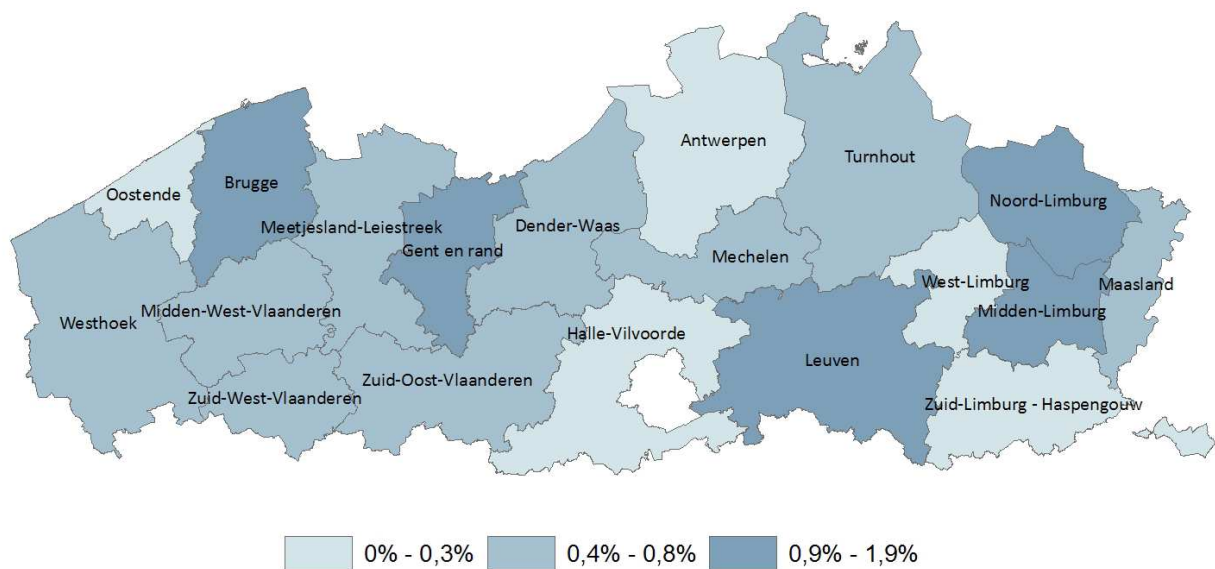 Antwerpen
Turnhout
Brugge
Oostende
Noord-Limburg
Meetjesland-Leiestreek
Dender-Waas
Gent en rand
Mechelen
West-Limburg
Maasland
Midden-West-Vlaanderen
Midden-Limburg
Westhoek
Halle-Vilvoorde
Leuven
Zuid-Oost-Vlaanderen
Zuid-West-Vlaanderen
Zuid-Limburg - Haspengouw
0% - 0,3%
0,4% - 0,8%
0,9% - 1,9%